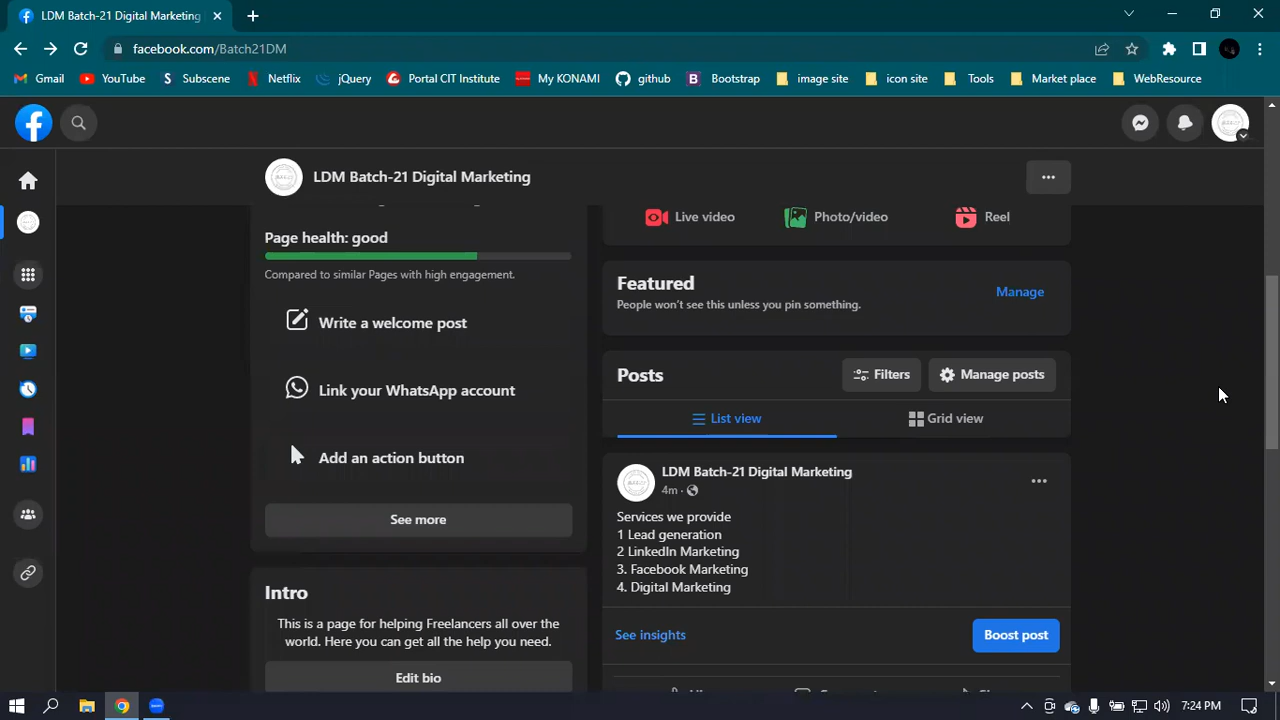 LDM Batch-21 Digital Marketing
facebook.com/Batch21DM
Gmail
YouTube
Subscene
Netflix
jQuery
Portal CIT Institute
My KONAMI
github
Bootstrap
image site
icon site
Tools
Market place
WebResource
LDM Batch-21 Digital Marketing
Page health: good
Compared to similar Pages with high engagement.
Write a welcome post
Link your WhatsApp account
Add an action button
See more
Intro
This is a page for helping Freelancers all over the
world. Here you can get all the help you need.
Edit bio
Live video
Photo/video
Reel
Featured
Manage
People won't see this unless you pin something.
Posts
Filters
Manage posts
List view
Grid view
LDM Batch-21 Digital Marketing
4m ·
Services we provide
1 Lead generation
2 LinkedIn Marketing
3. Facebook Marketing
4. Digital Marketing
See insights
Boost post
7:24 PM